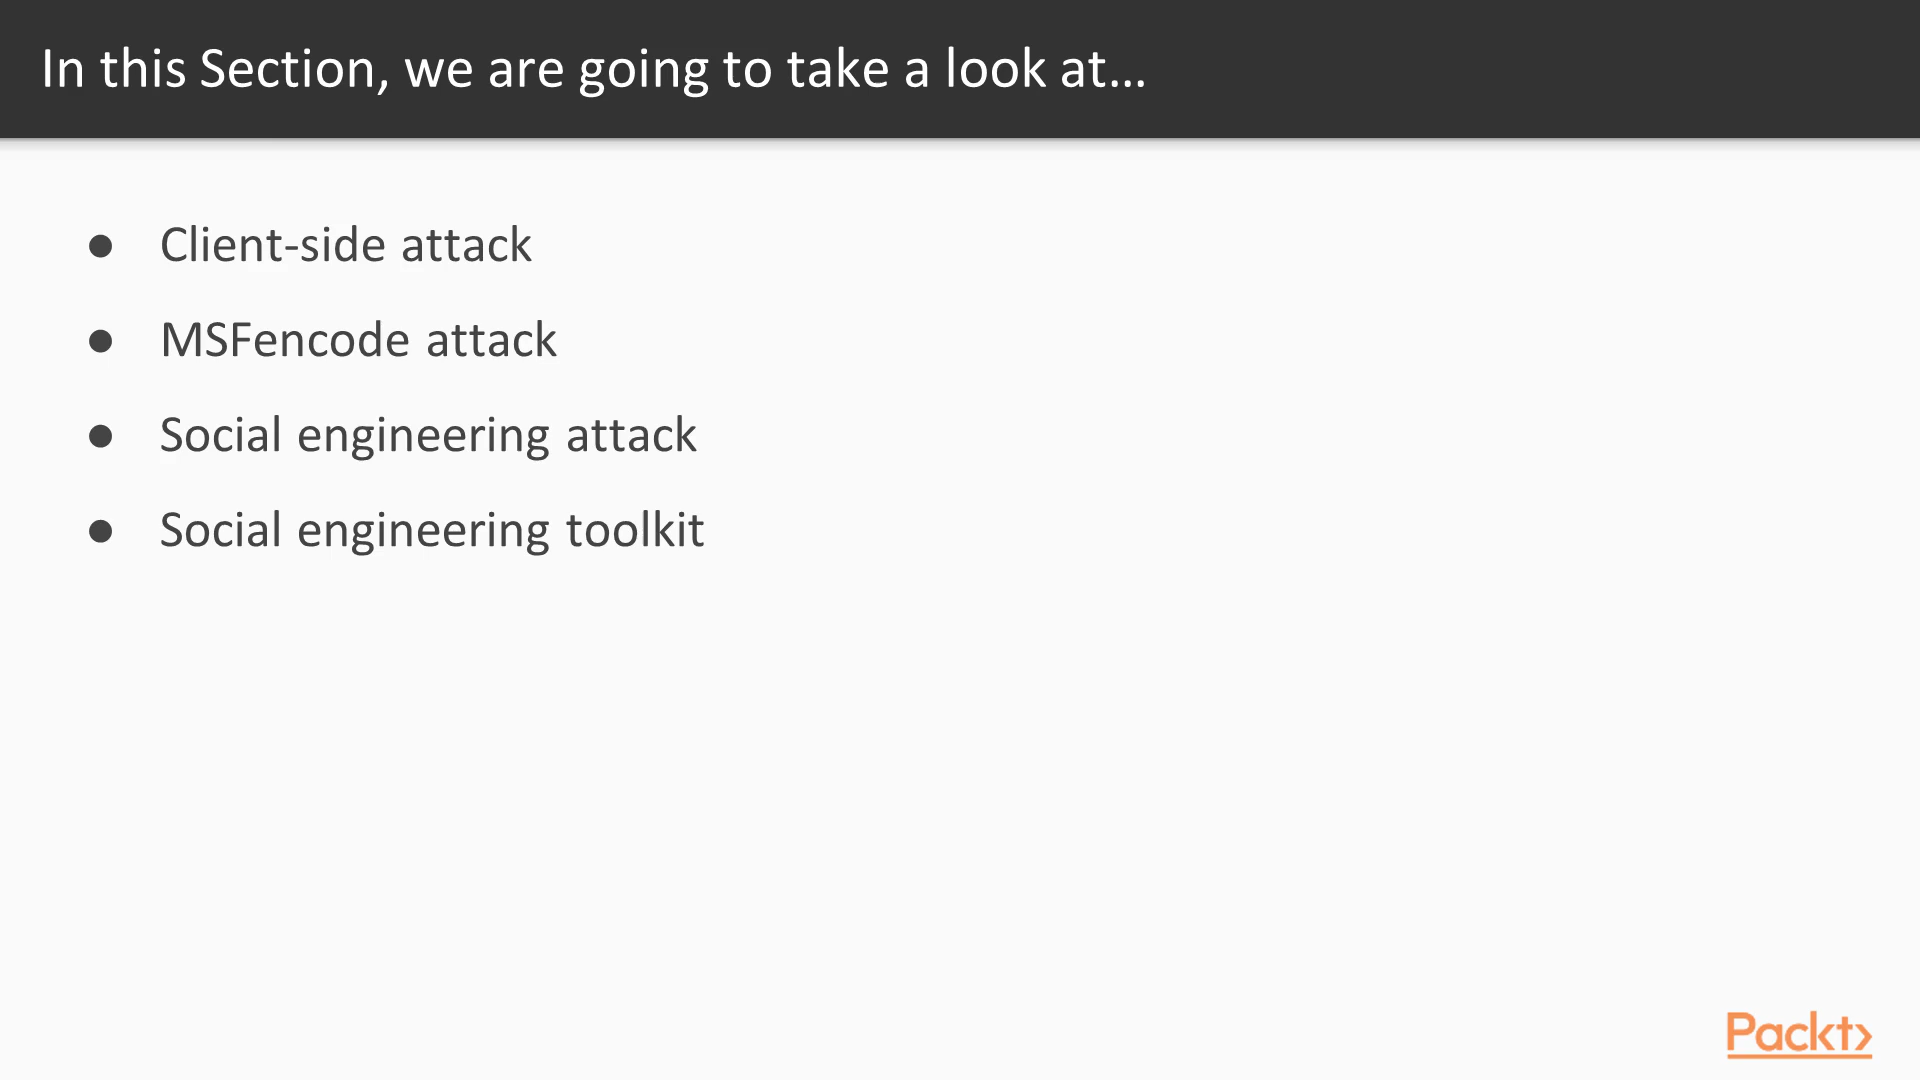 In this Section, we are going to take a look at...
● Client-side attack
● MSFencode attack
● Social engineering attack
● Social engineering toolkit
Packt>